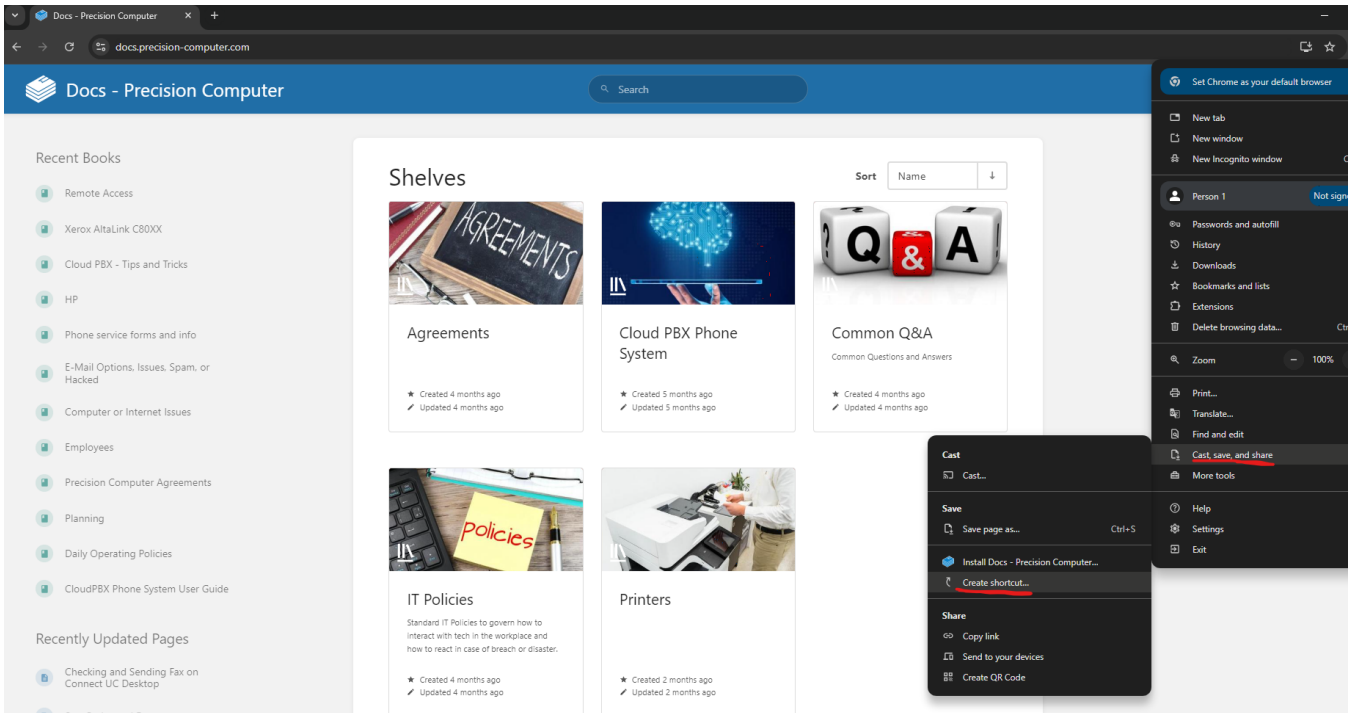 Docs - Precision Computer
docs.precision-computer.com
Docs - Precision Computer
Search
Recent Books
Remote Access
Xerox AltaLink C80XX
Cloud PBX - Tips and Tricks
HP
Phone service forms and info
E-Mail Options, Issues, Spam, or
Hacked
Computer or Internet Issues
Employees
Precision Computer Agreements
Planning
Daily Operating Policies
CloudPBX Phone System User Guide
Recently Updated Pages
Checking and Sending Fax on
Connect UC Desktop
Shelves
Sort
Name
AGREEMENTS
Agreements
Created 4 months ago
Updated 4 months ago
Cloud PBX Phone
System
Created 5 months ago
Updated 5 months ago
? Q & A !
Common Q&A
Common Questions and Answers
Created 4 months ago
Updated 4 months ago
Policies
IT Policies
Standard IT Policies to govern how to
interact with tech in the workplace and
how to react in case of breach or disaster.
Created 4 months ago
Updated 4 months ago
Printers
Created 2 months ago
Updated 2 months ago
Cast
Cast...
Save
Save page as... Ctrl+S
Install Docs - Precision Computer...
Create shortcut...
Share
Copy link
Send to your devices
Create QR Code
Set Chrome as your default browser
New tab
New window
New Incognito window
Person 1 Not signe
Passwords and autofill
History
Downloads
Bookmarks and lists
Extensions
Delete browsing data... Ctr
Zoom − 100%
Print...
Translate...
Find and edit
Cast, save, and share
More tools
Help
Settings
Exit